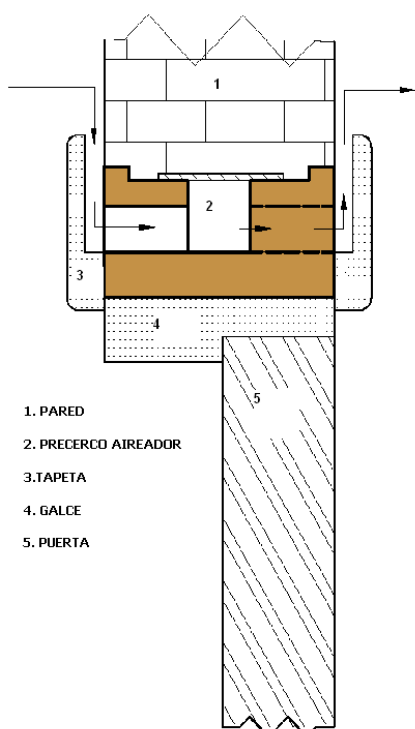 1
2
3
4
5
1. PARED
2. PRECERCO AIREADOR
3.TAPETA
4. GALCE
5. PUERTA